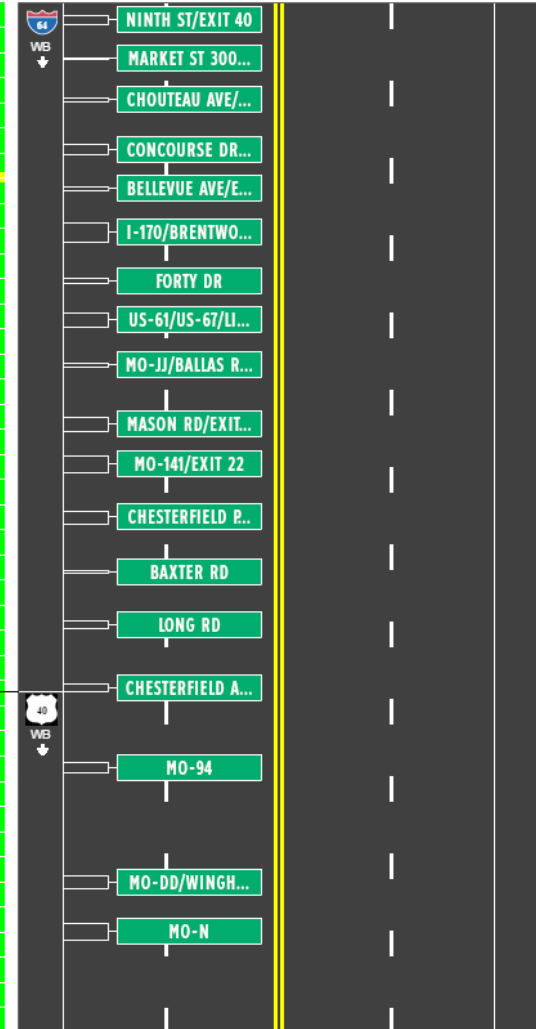 64
NINTH ST/EXIT 40
WB
MARKET ST 300...
CHOUTEAU AVE/...
CONCOURSE DR...
BELLEVUE AVE/E...
I-170/BRENTWO...
FORTY DR
US-61/US-67/LI...
MO-JJ/BALLAS R...
MASON RD/EXIT...
MO-141/EXIT 22
CHESTERFIELD P...
BAXTER RD
LONG RD
CHESTERFIELD A...
40
WB
MO-94
MO-DD/WINGH...
MO-N